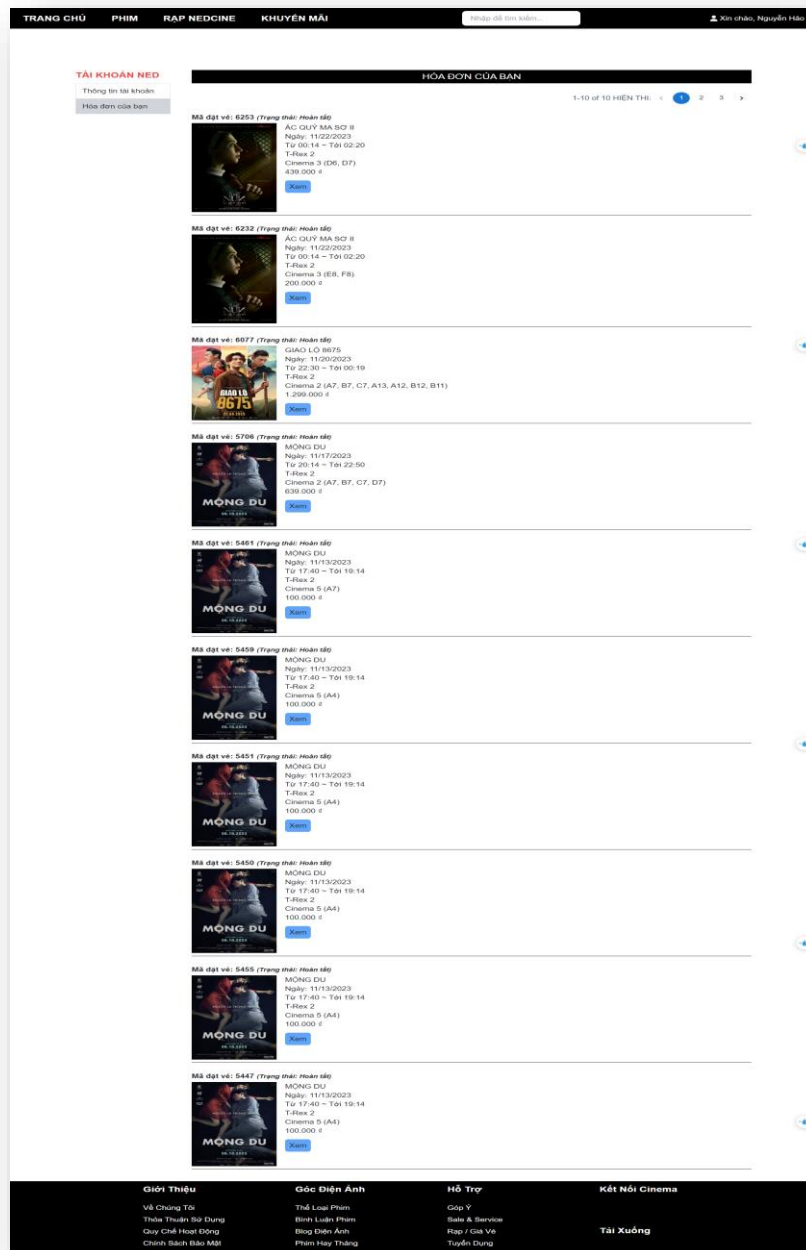 TRANG CHỦ PHIM RẠP NEDCINE KHUYẾN MÃI Nhập để tìm kiếm... Xin chào, Nguyễn Hào
TÀI KHOẢN NED
Thông tin tài khoản
Hóa đơn của bạn
HÓA ĐƠN CỦA BẠN
1-10 of 10 HIỆN THỊ: 1 2 3
Mã đặt vé: 6253 (Trạng thái: Hoàn tất)
ÁC QUỶ MA SƠ II
Ngày: 11/22/2023
Từ 00:14 ~ Tới 02:20
T-Rex 2
Cinema 3 (D6, D7)
439.000 ₫
Xem
Mã đặt vé: 6232 (Trạng thái: Hoàn tất)
ÁC QUỶ MA SƠ II
Ngày: 11/22/2023
Từ 00:14 ~ Tới 02:20
T-Rex 2
Cinema 3 (E8, F8)
200.000 ₫
Xem
Mã đặt vé: 6077 (Trạng thái: Hoàn tất)
GIAO LỘ 8675
Ngày: 11/20/2023
Từ 22:30 ~ Tới 00:19
T-Rex 2
Cinema 2 (A7, B7, C7, A13, A12, B12, B11)
1.299.000 ₫
Xem
GIAO LỘ
8675
Mã đặt vé: 5706 (Trạng thái: Hoàn tất)
MỘNG DU
Ngày: 11/17/2023
Từ 20:14 ~ Tới 22:50
T-Rex 2
Cinema 2 (A7, B7, C7, D7)
639.000 ₫
Xem
MỘNG DU
Mã đặt vé: 5461 (Trạng thái: Hoàn tất)
MỘNG DU
Ngày: 11/13/2023
Từ 17:40 ~ Tới 19:14
T-Rex 2
Cinema 5 (A7)
100.000 ₫
Xem
MỘNG DU
Mã đặt vé: 5459 (Trạng thái: Hoàn tất)
MỘNG DU
Ngày: 11/13/2023
Từ 17:40 ~ Tới 19:14
T-Rex 2
Cinema 5 (A4)
100.000 ₫
Xem
MỘNG DU
Mã đặt vé: 5451 (Trạng thái: Hoàn tất)
MỘNG DU
Ngày: 11/13/2023
Từ 17:40 ~ Tới 19:14
T-Rex 2
Cinema 5 (A4)
100.000 ₫
Xem
MỘNG DU
Mã đặt vé: 5450 (Trạng thái: Hoàn tất)
MỘNG DU
Ngày: 11/13/2023
Từ 17:40 ~ Tới 19:14
T-Rex 2
Cinema 5 (A4)
100.000 ₫
Xem
MỘNG DU
Mã đặt vé: 5455 (Trạng thái: Hoàn tất)
MỘNG DU
Ngày: 11/13/2023
Từ 17:40 ~ Tới 19:14
T-Rex 2
Cinema 5 (A4)
100.000 ₫
Xem
MỘNG DU
Mã đặt vé: 5447 (Trạng thái: Hoàn tất)
MỘNG DU
Ngày: 11/13/2023
Từ 17:40 ~ Tới 19:14
T-Rex 2
Cinema 5 (A4)
100.000 ₫
Xem
MỘNG DU
Giới Thiệu Góc Điện Ảnh Hỗ Trợ Kết Nối Cinema
Về Chúng Tôi Thể Loại Phim Góp Ý
Thỏa Thuận Sử Dụng Bình Luận Phim Sale & Service
Quy Chế Hoạt Động Blog Điện Ảnh Rạp / Giá Vé Tải Xuống
Chính Sách Bảo Mật Phim Hay Tháng Tuyển Dụng